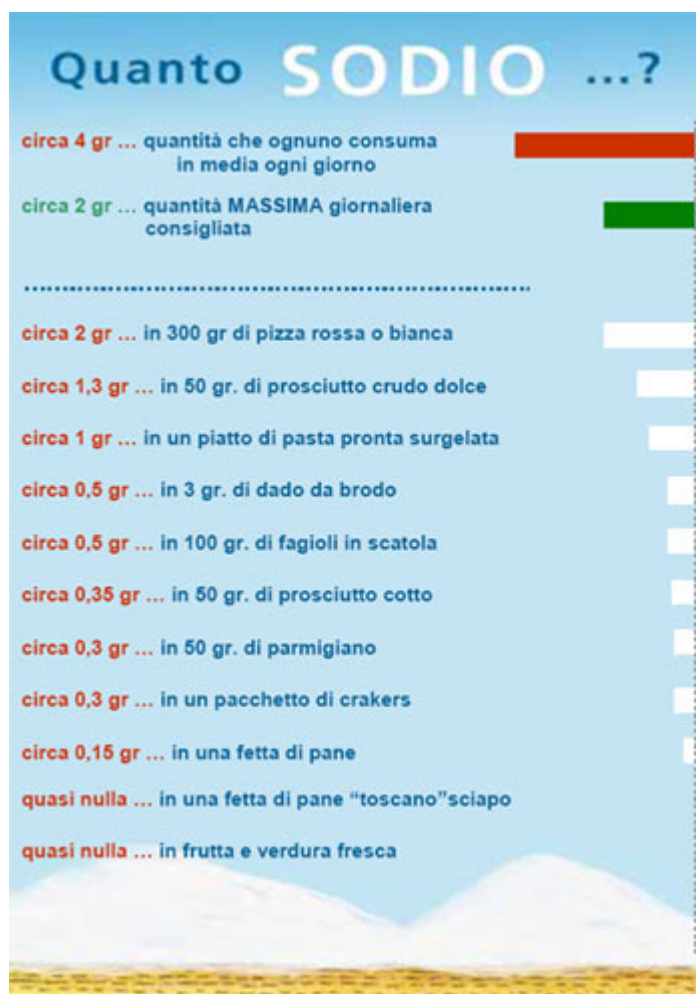 Quanto SODIO ...?
circa 4 gr ... quantità che ognuno consuma
in media ogni giorno
circa 2 gr ... quantità MASSIMA giornaliera
consigliata
circa 2 gr ... in 300 gr di pizza rossa o bianca
circa 1,3 gr ... in 50 gr. di prosciutto crudo dolce
circa 1 gr ... in un piatto di pasta pronta surgelata
circa 0,5 gr ... in 3 gr. di dado da brodo
circa 0,5 gr ... in 100 gr. di fagioli in scatola
circa 0,35 gr ... in 50 gr. di prosciutto cotto
circa 0,3 gr ... in 50 gr. di parmigiano
circa 0,3 gr ... in un pacchetto di crakers
circa 0,15 gr ... in una fetta di pane
quasi nulla ... in una fetta di pane “toscano”sciapo
quasi nulla ... in frutta e verdura fresca